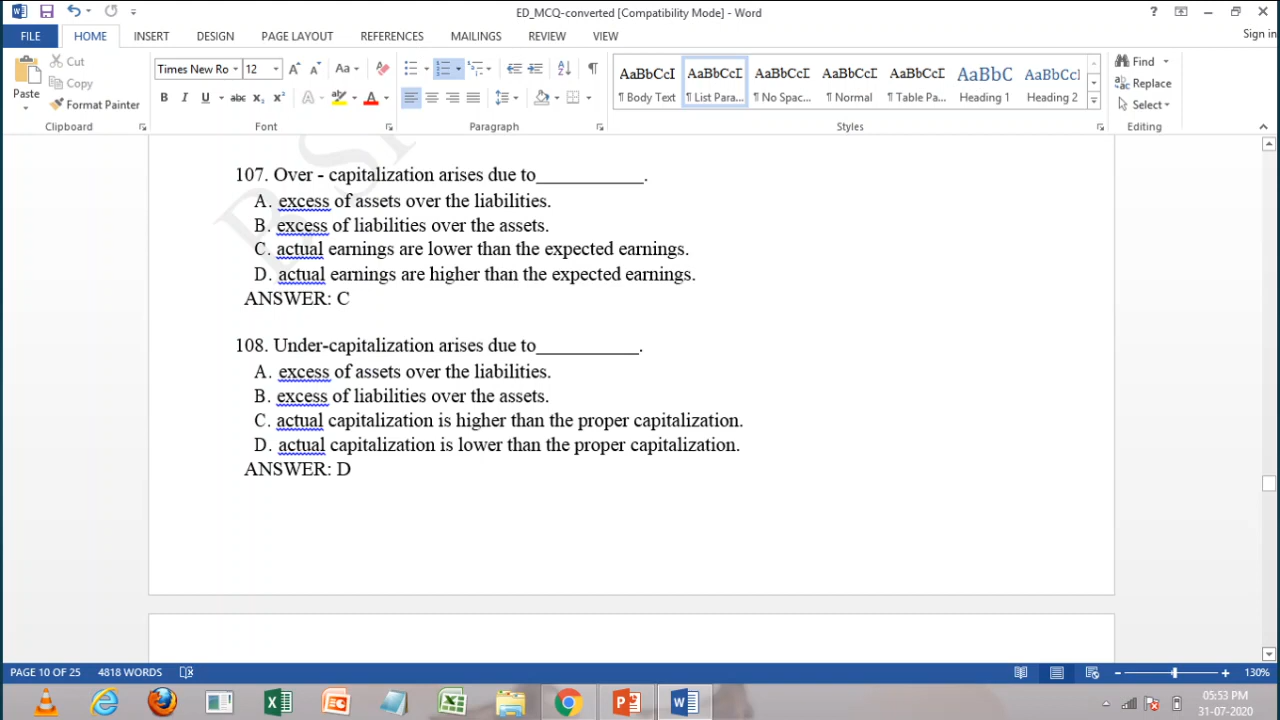 ED_MCQ-converted [Compatibility Mode] - Word
FILE HOME INSERT DESIGN PAGE LAYOUT REFERENCES MAILINGS REVIEW VIEW Sign in
Paste Cut Copy Format Painter
Times New Ro 12 Aa
B I U abc x₂ x² A A
AaBbCcI AaBbCcI AaBbCcI AaBbCcI AaBbCcI AaBbC AaBbCcI
¶ Body Text ¶ List Para... ¶ No Spac... ¶ Normal ¶ Table Pa... Heading 1 Heading 2
Find
Replace
Select
Clipboard Font Paragraph Styles Editing
107. Over - capitalization arises due to___________.
A. excess of assets over the liabilities.
B. excess of liabilities over the assets.
C. actual earnings are lower than the expected earnings.
D. actual earnings are higher than the expected earnings.
ANSWER: C
108. Under-capitalization arises due to___________.
A. excess of assets over the liabilities.
B. excess of liabilities over the assets.
C. actual capitalization is higher than the proper capitalization.
D. actual capitalization is lower than the proper capitalization.
ANSWER: D
PAGE 10 OF 25 4818 WORDS 130%
05:53 PM
31-07-2020